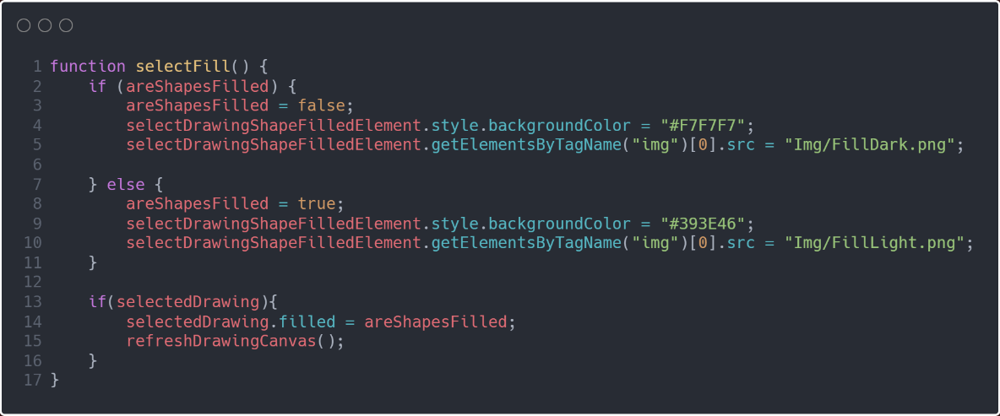 1 function selectFill() {
2     if (areShapesFilled) {
3         areShapesFilled = false;
4         selectDrawingShapeFilledElement.style.backgroundColor = "#F7F7F7";
5         selectDrawingShapeFilledElement.getElementsByTagName("img")[0].src = "Img/FillDark.png";
6
7     } else {
8         areShapesFilled = true;
9         selectDrawingShapeFilledElement.style.backgroundColor = "#393E46";
10         selectDrawingShapeFilledElement.getElementsByTagName("img")[0].src = "Img/FillLight.png";
11     }
12
13     if(selectedDrawing){
14         selectedDrawing.filled = areShapesFilled;
15         refreshDrawingCanvas();
16     }
17 }